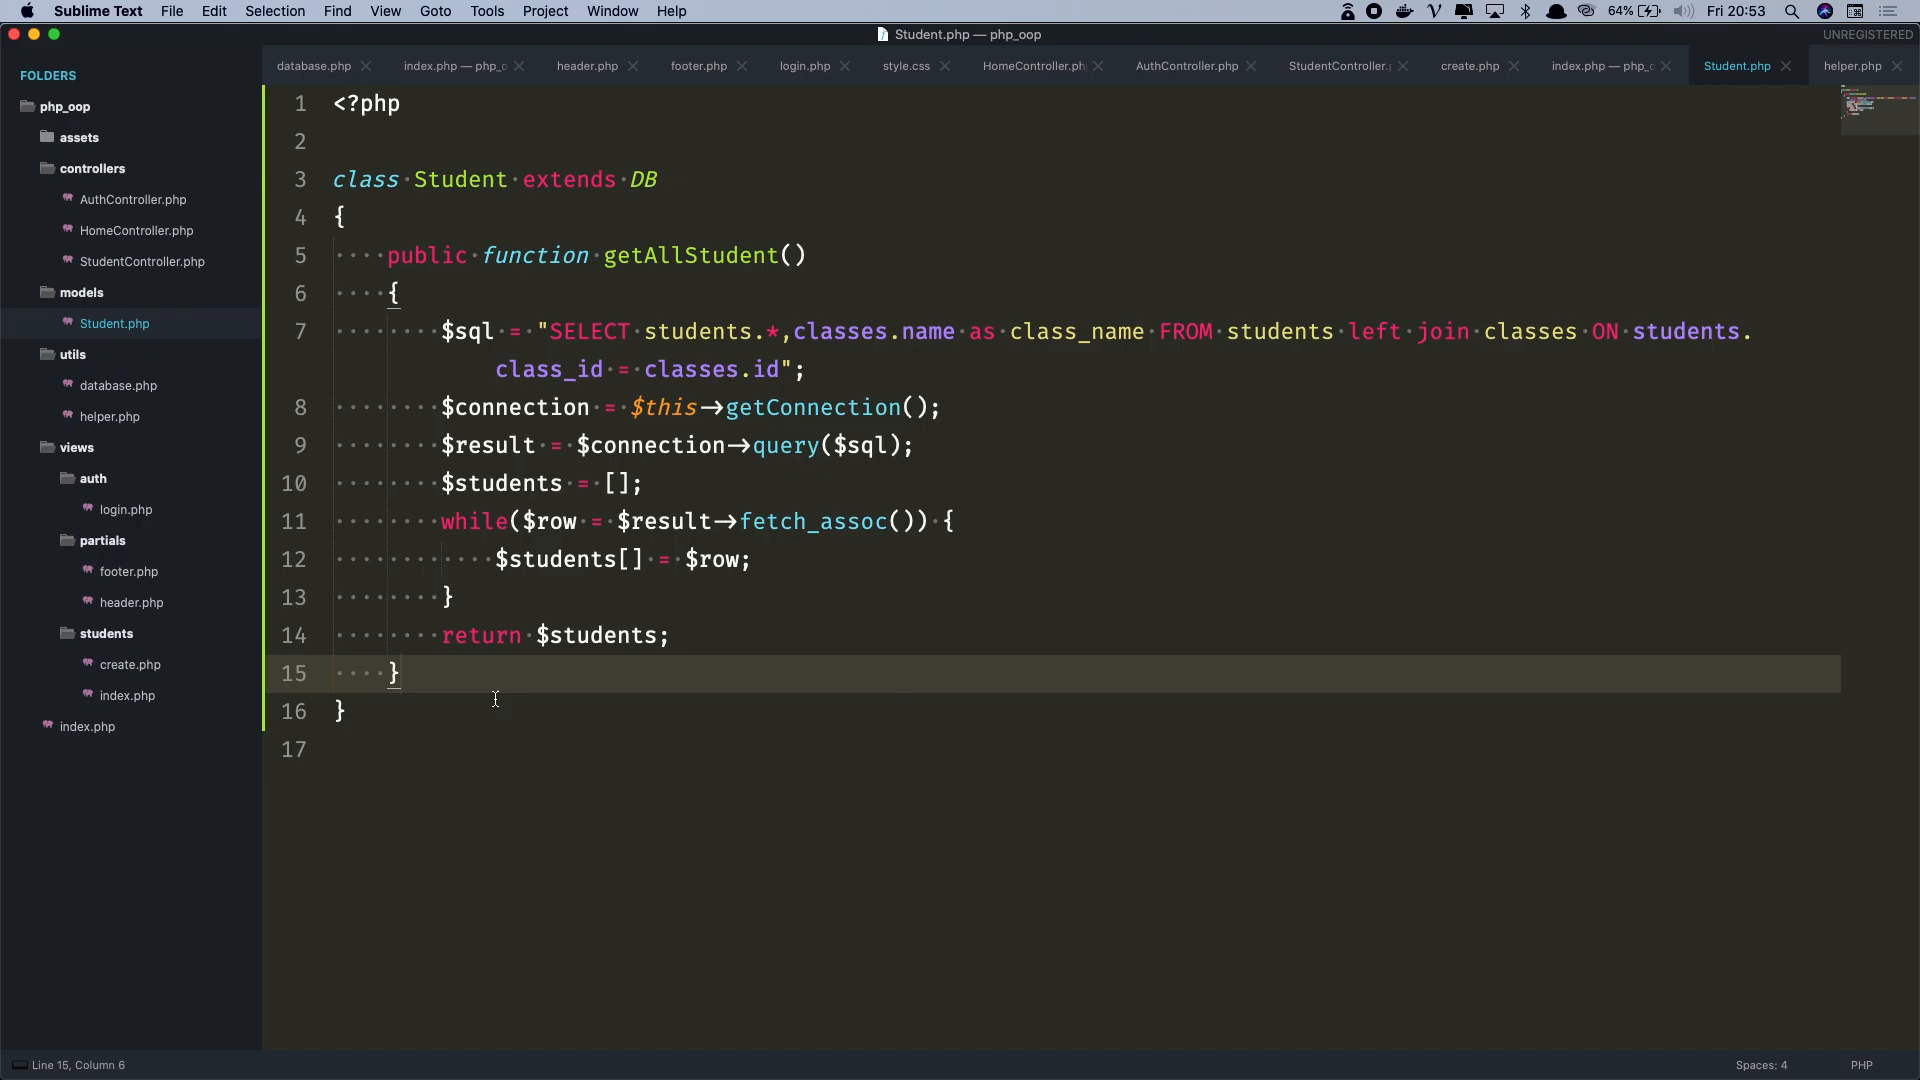 Sublime Text File Edit Selection Find View Goto Tools Project Window Help 64% Fri 20:53
Student.php — php_oop UNREGISTERED
database.php index.php — php_o header.php footer.php login.php style.css HomeController.ph AuthController.php StudentController. create.php index.php — php_o Student.php helper.php
FOLDERS
php_oop
assets
controllers
AuthController.php
HomeController.php
StudentController.php
models
Student.php
utils
database.php
helper.php
views
auth
login.php
partials
footer.php
header.php
students
create.php
index.php
index.php
1 <?php
2
3 class Student extends DB
4 {
5 public function getAllStudent()
6 {
7 $sql = "SELECT students.*,classes.name as class_name FROM students left join classes ON students.
class_id = classes.id";
8 $connection = $this->getConnection();
9 $result = $connection->query($sql);
10 $students = [];
11 while($row = $result->fetch_assoc()) {
12 $students[] = $row;
13 }
14 return $students;
15 }
16 }
17
Line 15, Column 6 Spaces: 4 PHP